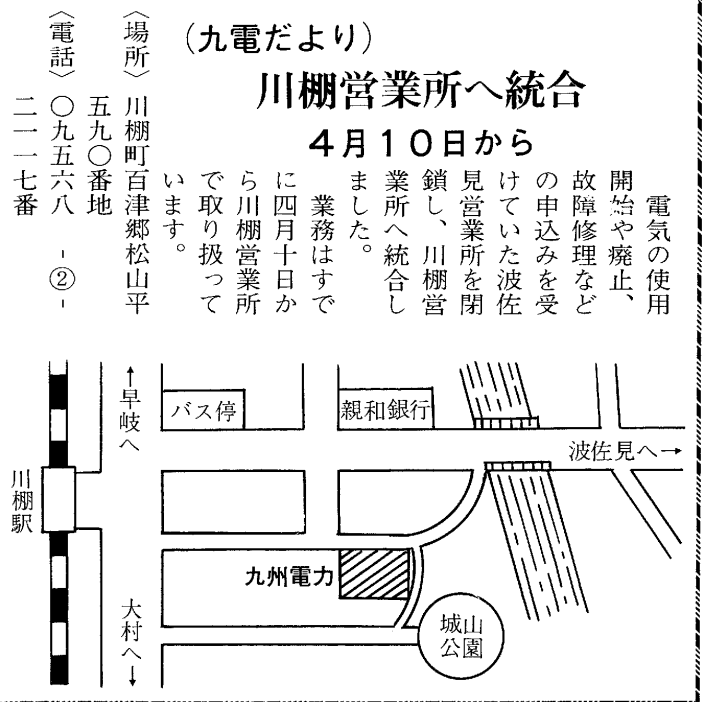 （九電だより）
川棚営業所へ統合
４月１０日から
電気の使用
開始や廃止、
故障修理など
の申込みを受
けていた波佐
見営業所を閉
鎖し、川棚営
業所へ統合し
ました。
業務はすで
に四月十日か
ら川棚営業所
で取り扱って
います。
〈場所〉川棚町百津郷松山平
五九〇番地
〈電話〉〇九五六八-②-
二一一七番
↑早岐へ
バス停
親和銀行
波佐見へ→
川棚駅
九州電力
大村へ↓
城山
公園